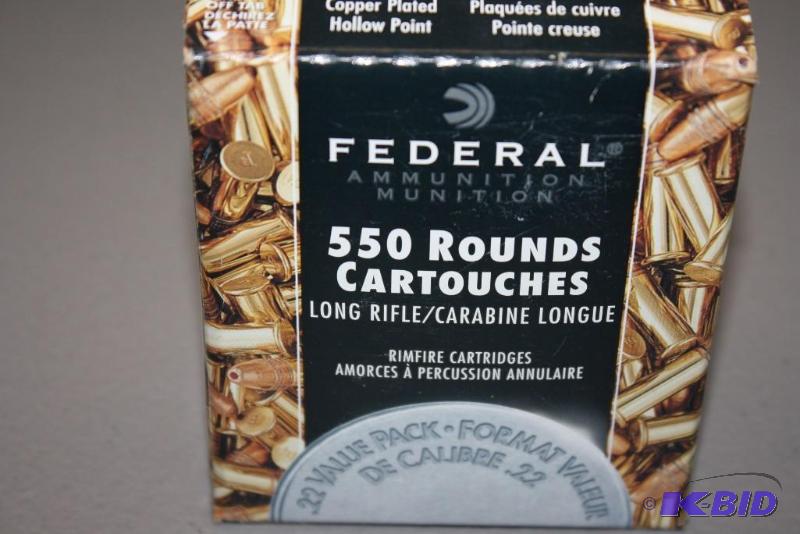 OFF TAB
DÉCHIREZ
LA PATTE
Copper Plated
Hollow Point
Plaquées de cuivre
Pointe creuse
FEDERAL®
AMMUNITION
MUNITION
550 ROUNDS
CARTOUCHES
LONG RIFLE/CARABINE LONGUE
RIMFIRE CARTRIDGES
AMORCES À PERCUSSION ANNULAIRE
.22 VALUE PACK • FORMAT VALEUR
DE CALIBRE .22
© K-BID